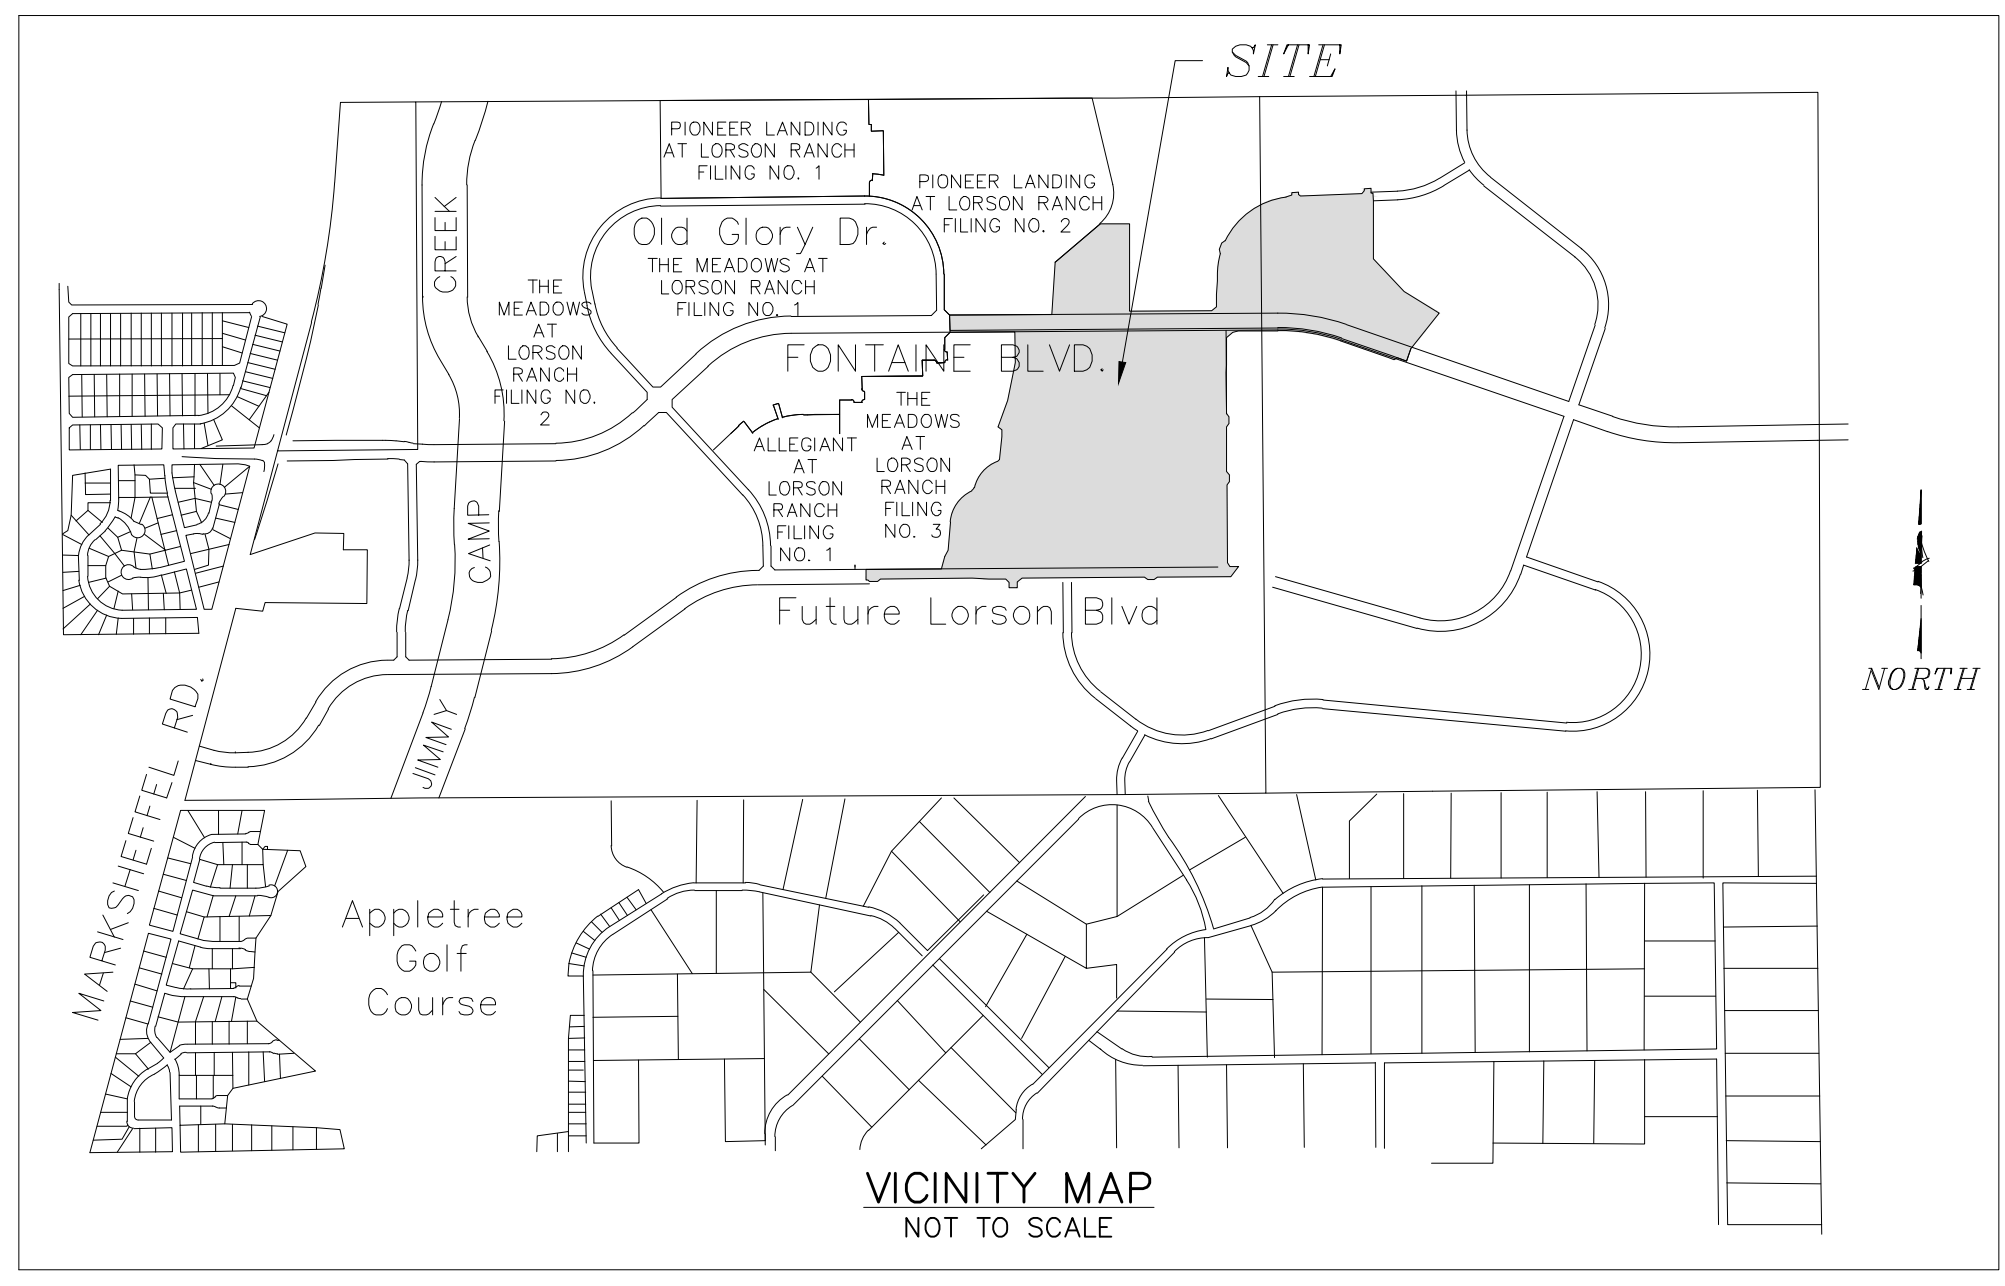 SITE
PIONEER LANDING
AT LORSON RANCH
FILING NO. 1
PIONEER LANDING
AT LORSON RANCH
FILING NO. 2
CREEK
Old Glory Dr.
THE MEADOWS AT
LORSON RANCH
FILING NO. 1
THE
MEADOWS
AT
LORSON
RANCH
FILING NO.
2
FONTAINE BLVD.
THE
MEADOWS
AT
LORSON
RANCH
FILING
NO. 3
ALLEGIANT
AT
LORSON
RANCH
FILING
NO. 1
CAMP
Future Lorson Blvd
JIMMY
NORTH
MARKSHEFFEL RD.
Appletree
Golf
Course
VICINITY MAP
NOT TO SCALE